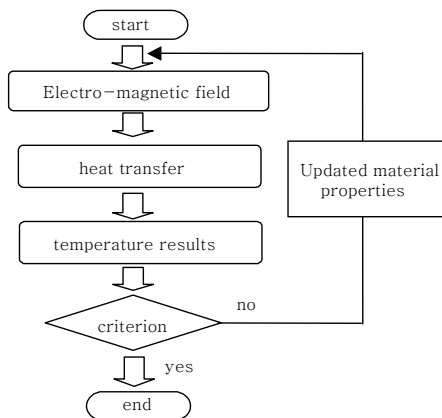 start
Electro-magnetic field
heat transfer
Updated material
properties
temperature results
no
criterion
yes
end